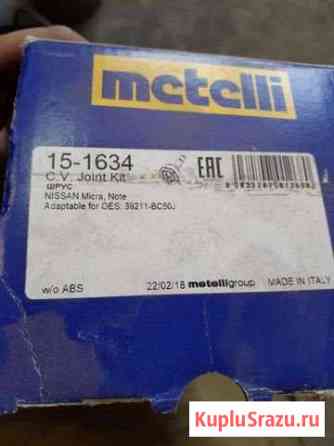 metelli
15-1634
C.V. Joint Kit
ШРУС
EAC
NISSAN Micra, Note
Adaptable for OES: 39211-BC50J
w/o ABS
22/02/18 metelligroup
MADE IN ITALY
KupluSrazu.ru